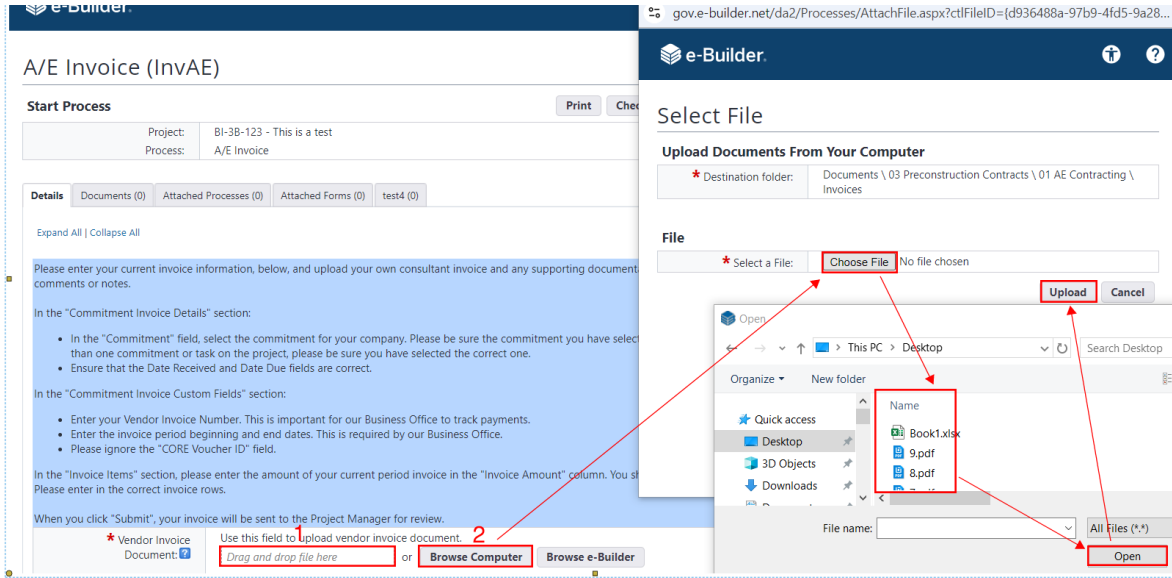 e-Builder.
A/E Invoice (InvAE)
Start Process
Print
Project: BI-3B-123 - This is a test
Process: A/E Invoice
Details Documents (0) Attached Processes (0) Attached Forms (0) test4 (0)
Expand All | Collapse All
Please enter your current invoice information, below, and upload your own consultant invoice and any supporting
comments or notes.
In the "Commitment Invoice Details" section:
• In the "Commitment" field, select the commitment for your company. Please be sure the commitment you have
than one commitment or task on the project, please be sure you have selected the correct one.
• Ensure that the Date Received and Date Due fields are correct.
In the "Commitment Invoice Custom Fields" section:
• Enter your Vendor Invoice Number. This is important for our Business Office to track payments.
• Enter the invoice period beginning and end dates. This is required by our Business Office.
• Please ignore the "CORE Voucher ID" field.
In the "Invoice Items" section, please enter the amount of your current period invoice in the "Invoice Amount" column. You
Please enter in the correct invoice rows.
When you click "Submit", your invoice will be sent to the Project Manager for review.
1 2
* Vendor Invoice
Document: ?
Use this field to upload vendor invoice document.
Drag and drop file here or Browse Computer Browse e-Builder
gov.e-builder.net/da2/Processes/AttachFile.aspx?ctlFileID={d936488a-97b9-4fd5-9a28...
e-Builder.
?
Select File
Upload Documents From Your Computer
* Destination folder: Documents \ 03 Preconstruction Contracts \ 01 AE Contracting \
Invoices
File
* Select a File: Choose File No file chosen
Upload Cancel
Open
This PC > Desktop Search Desktop
Organize New folder
Name
Quick access
Desktop
3D Objects
Downloads
Book1.xlsx
9.pdf
8.pdf
File name: All Files (*.*)
Open